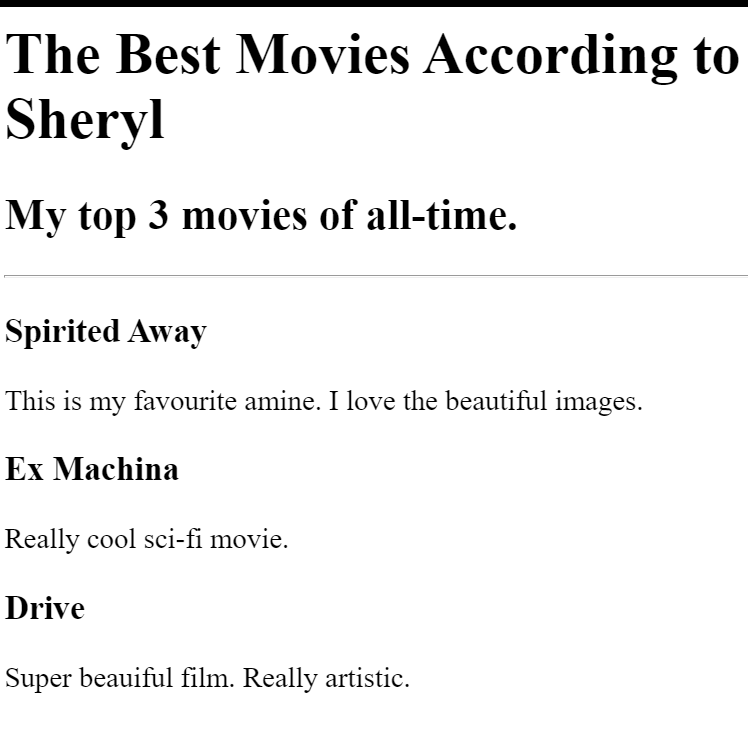 The Best Movies According to
Sheryl
My top 3 movies of all-time.
Spirited Away
This is my favourite amine. I love the beautiful images.
Ex Machina
Really cool sci-fi movie.
Drive
Super beauiful film. Really artistic.